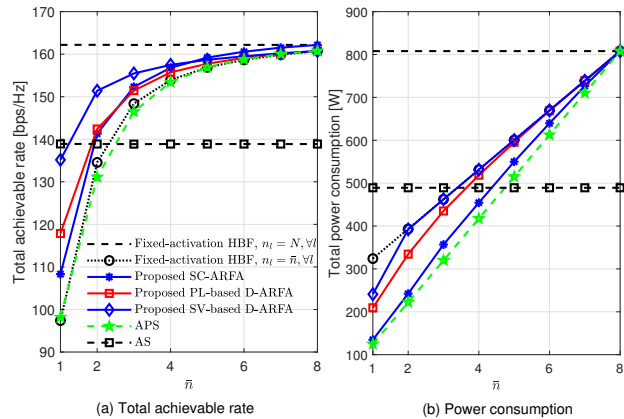 170
160
150
140
130
120
110
100
90
1
2
4
6
8
n̄
Total achievable rate [bps/Hz]
Fixed-activation HBF, n_l = N, ∀l
Fixed-activation HBF, n_l = n̄, ∀l
Proposed SC-ARFA
Proposed PL-based D-ARFA
Proposed SV-based D-ARFA
APS
AS
(a) Total achievable rate
900
800
700
600
500
400
300
200
100
1
2
4
6
8
n̄
Total power consumption [W]
(b) Power consumption